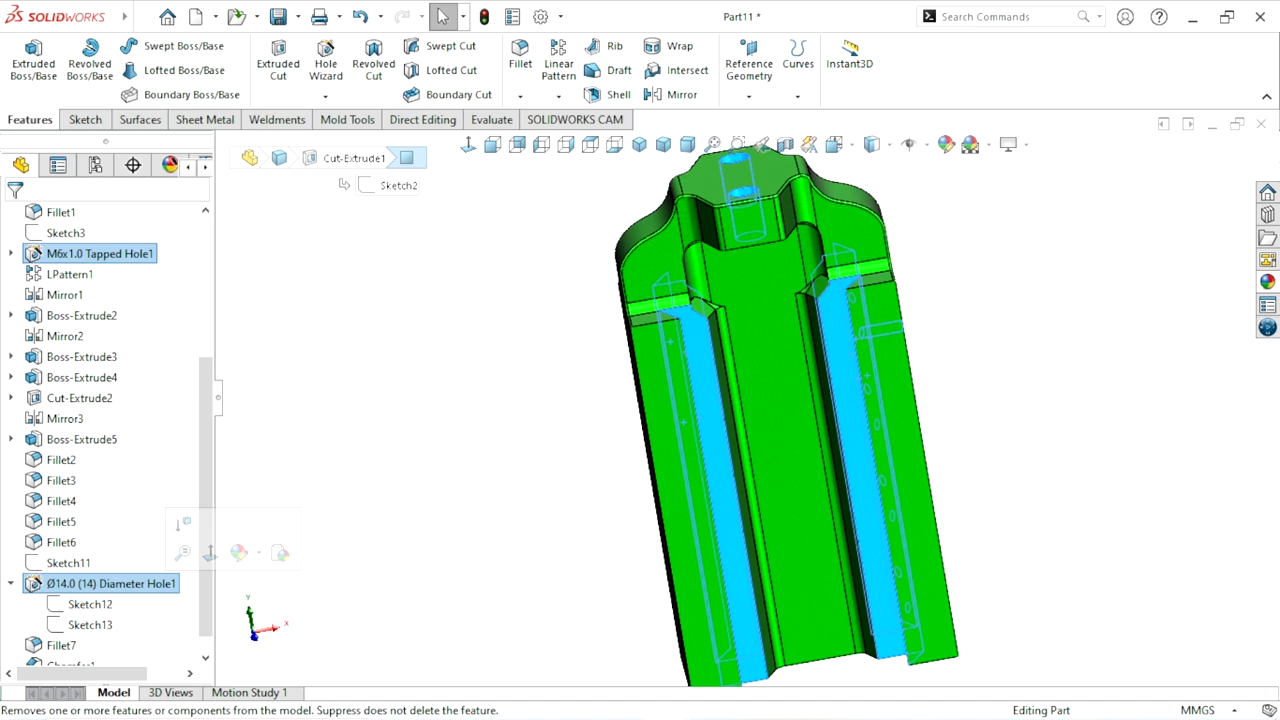 SOLIDWORKS
Part11 *
Search Commands
Extruded Boss/Base
Revolved Boss/Base
Swept Boss/Base
Lofted Boss/Base
Boundary Boss/Base
Extruded Cut
Hole Wizard
Revolved Cut
Swept Cut
Lofted Cut
Boundary Cut
Fillet
Linear Pattern
Rib
Draft
Shell
Wrap
Intersect
Mirror
Reference Geometry
Curves
Instant3D
Features
Sketch
Surfaces
Sheet Metal
Weldments
Mold Tools
Direct Editing
Evaluate
SOLIDWORKS CAM
Cut-Extrude1
Sketch2
Fillet1
Sketch3
M6x1.0 Tapped Hole1
LPattern1
Mirror1
Boss-Extrude2
Mirror2
Boss-Extrude3
Boss-Extrude4
Cut-Extrude2
Mirror3
Boss-Extrude5
Fillet2
Fillet3
Fillet4
Fillet5
Fillet6
Sketch11
Ø14.0 (14) Diameter Hole1
Sketch12
Sketch13
Fillet7
Chamfer1
Y
X
Model
3D Views
Motion Study 1
Removes one or more features or components from the model. Suppress does not delete the feature.
Editing Part
MMGS